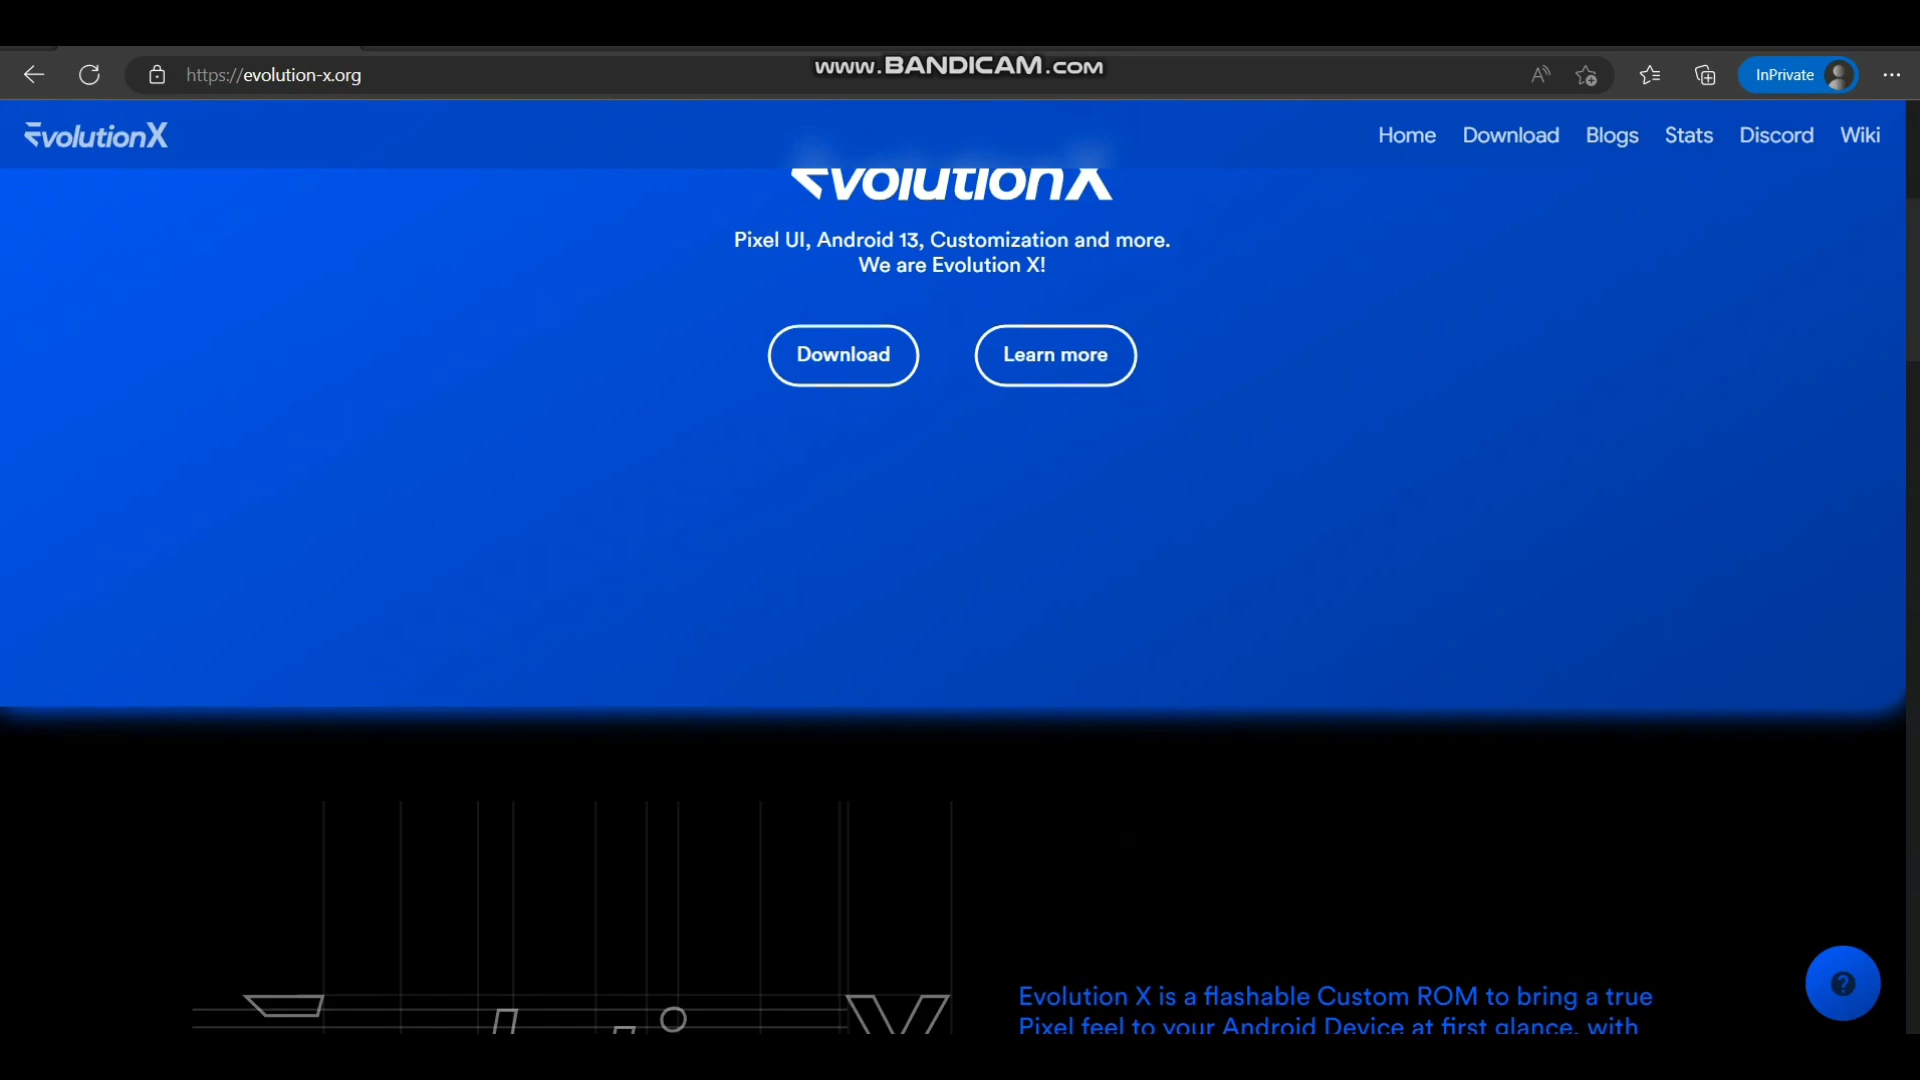 https://evolution-x.org
www.BANDICAM.com
InPrivate
EvolutionX
Home
Download
Blogs
Stats
Discord
Wiki
EvolutionX
Pixel UI, Android 13, Customization and more.
We are Evolution X!
Download
Learn more
Evolution X is a flashable Custom ROM to bring a true
Pixel feel to your Android Device at first glance, with